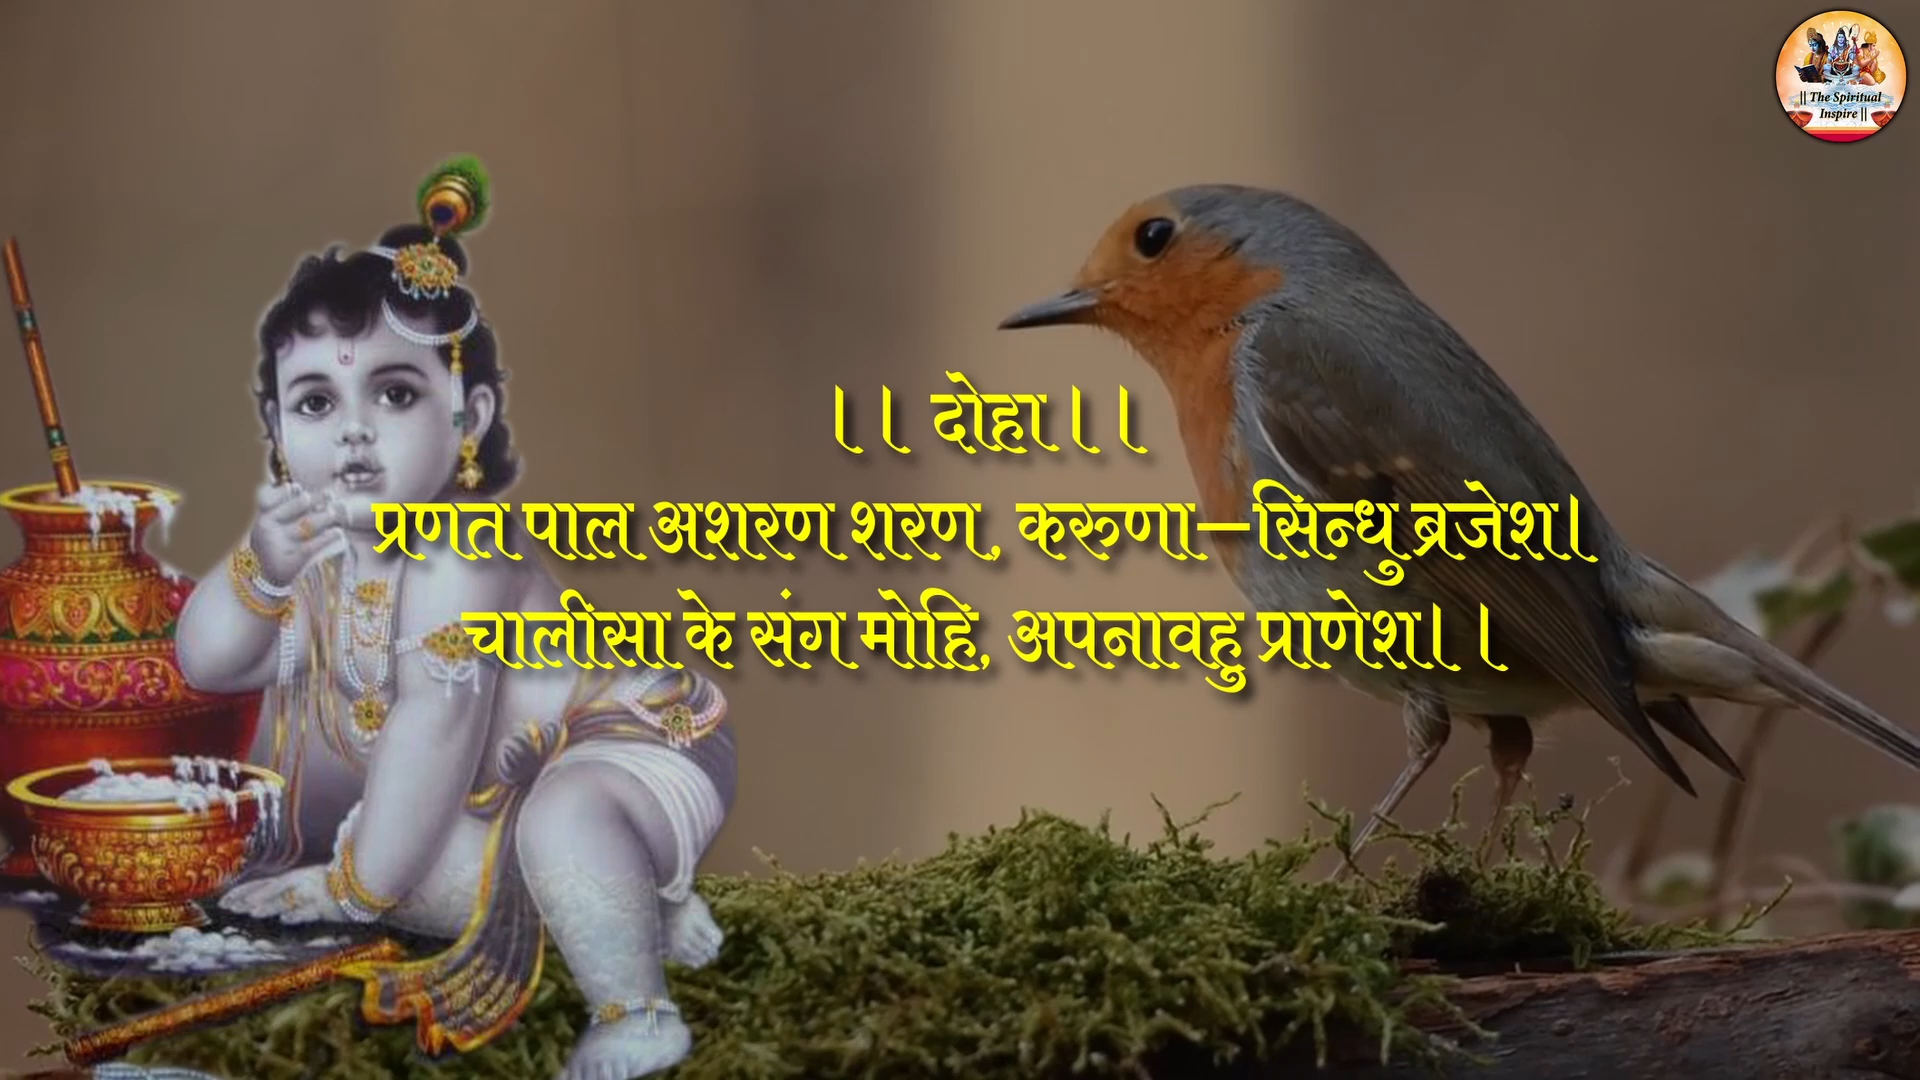 || The Spiritual
Inspire ||
।। दोहा ।।
प्रणत पाल अशरण शरण, करुणा–सिन्धु ब्रजेश।
चालीसा के संग मोहि, अपनावहु प्राणेश।।